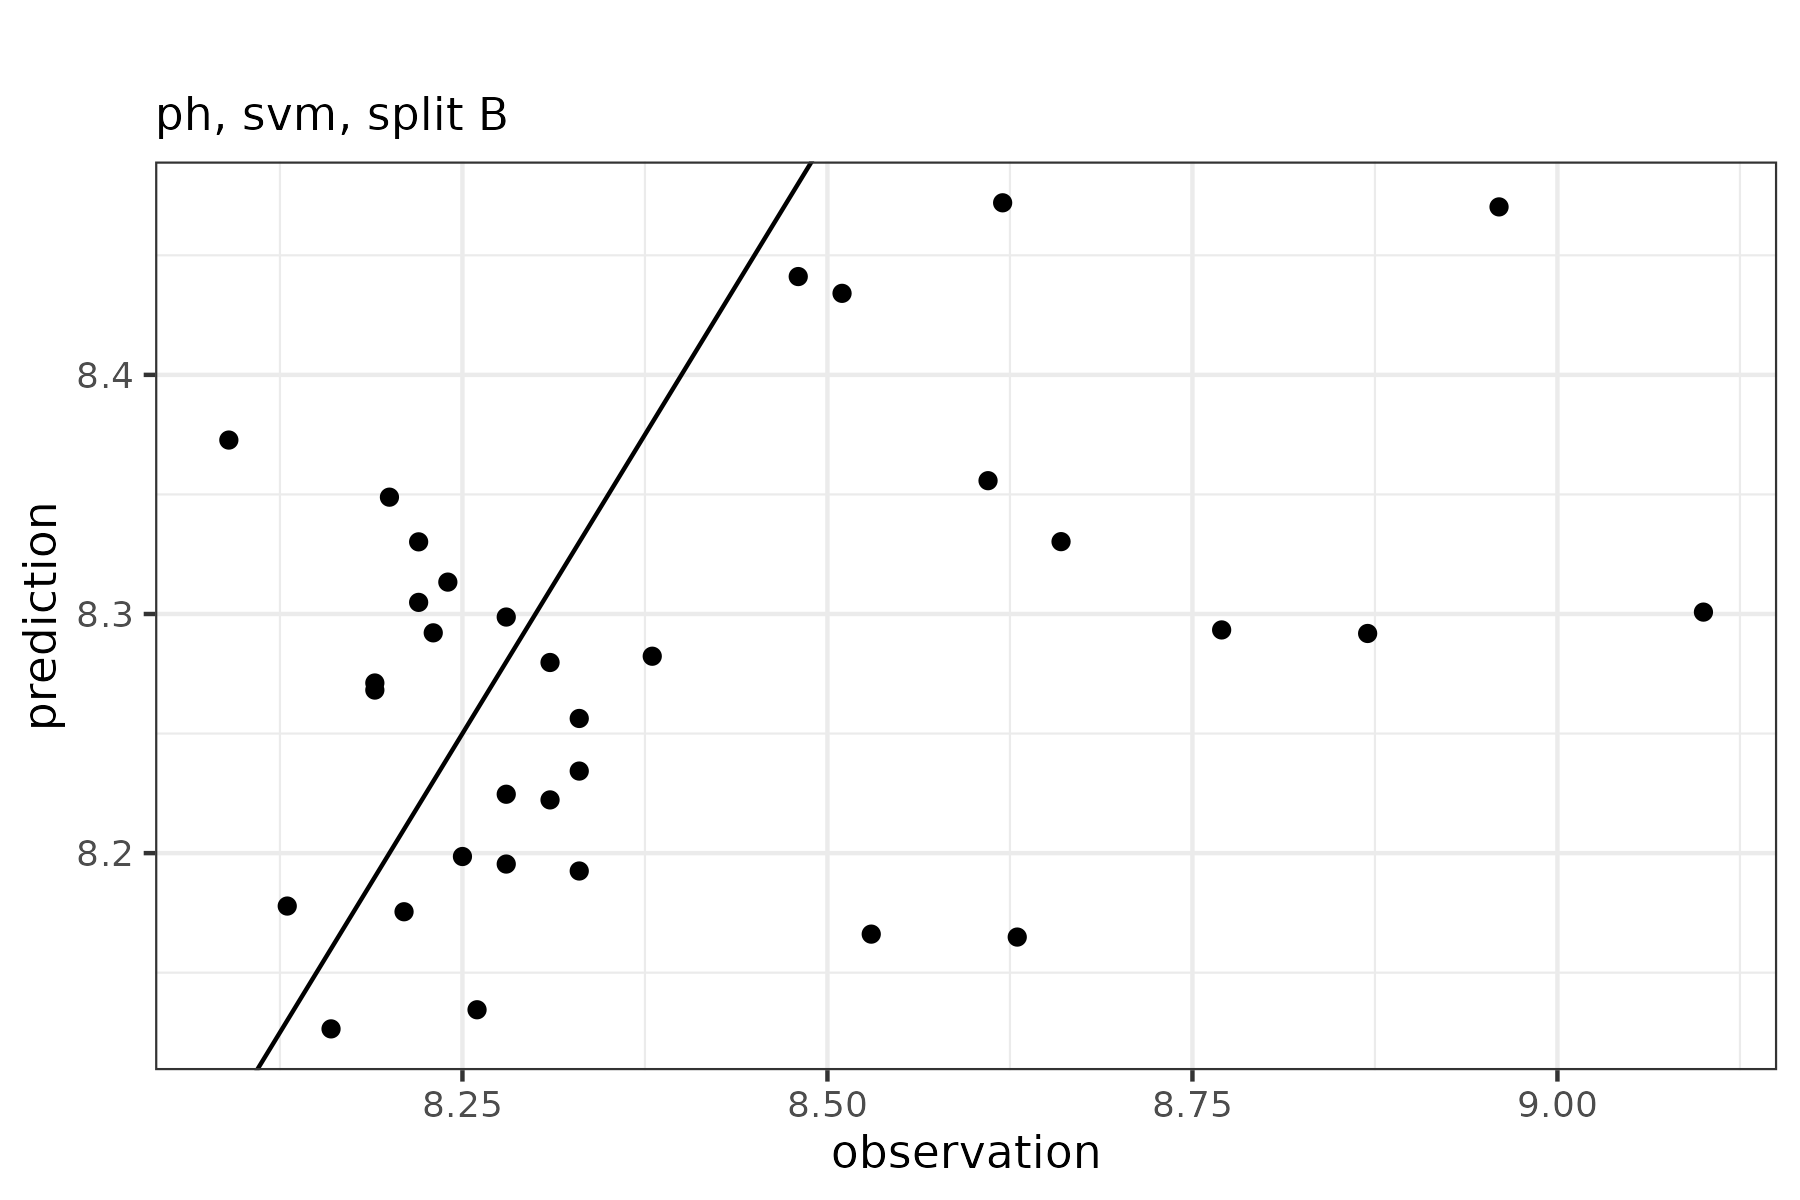 ph, svm, split B
prediction
8.4
8.3
8.2
8.25 8.50 8.75 9.00
observation